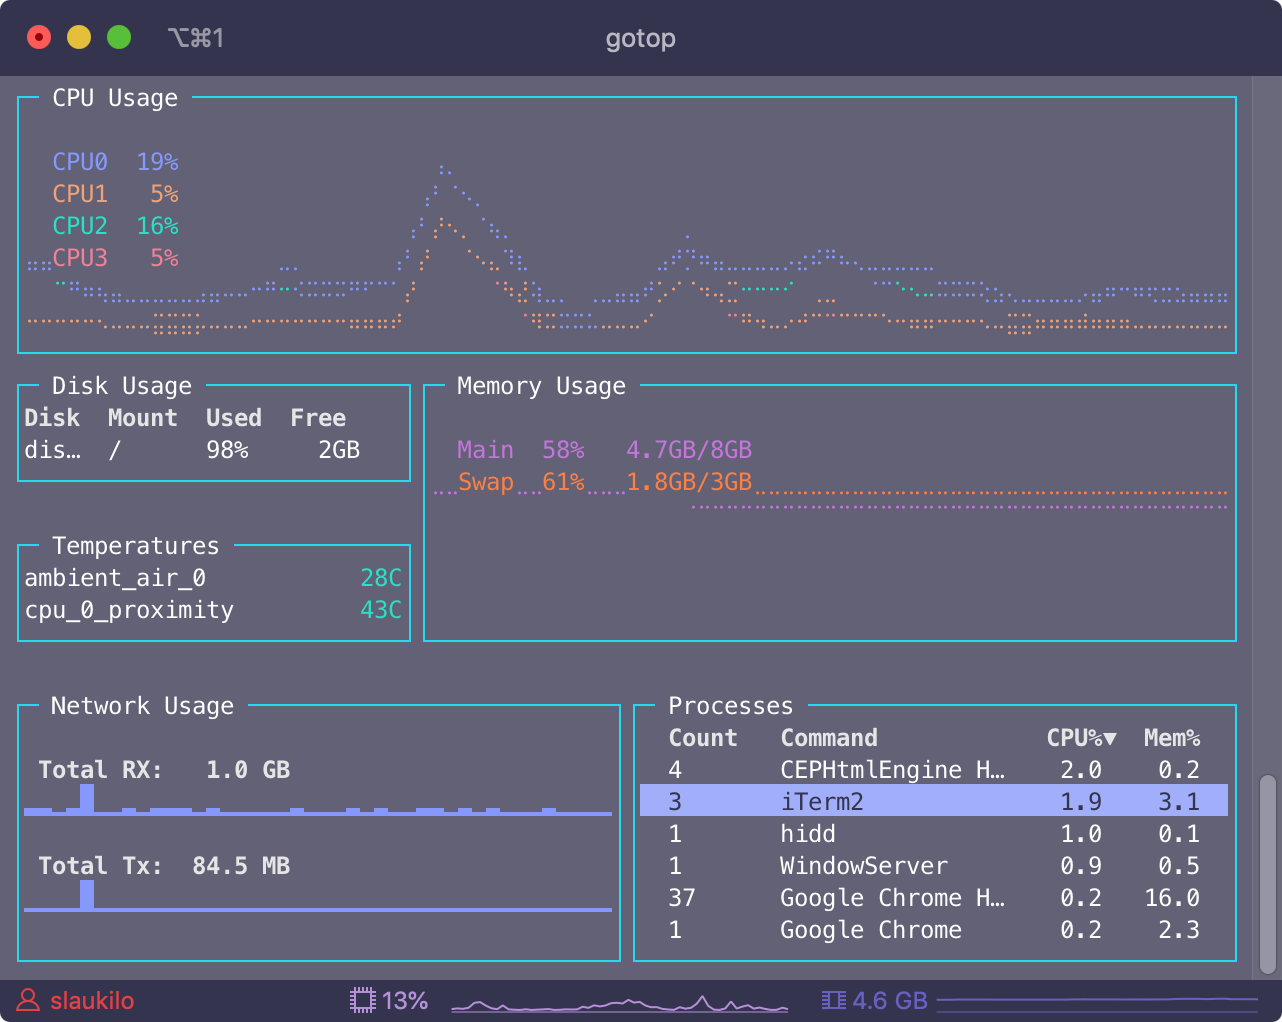 ⌥⌘1 gotop
CPU Usage
CPU0 19%
CPU1 5%
CPU2 16%
CPU3 5%
Disk Usage
Disk Mount Used Free
dis… / 98% 2GB
Memory Usage
Main 58% 4.7GB/8GB
Swap 61% 1.8GB/3GB
Temperatures
ambient_air_0 28C
cpu_0_proximity 43C
Network Usage
Total RX: 1.0 GB
Total Tx: 84.5 MB
Processes
Count Command CPU%▼ Mem%
4 CEPHtmlEngine H… 2.0 0.2
3 iTerm2 1.9 3.1
1 hidd 1.0 0.1
1 WindowServer 0.9 0.5
37 Google Chrome H… 0.2 16.0
1 Google Chrome 0.2 2.3
slaukilo 13% 4.6 GB